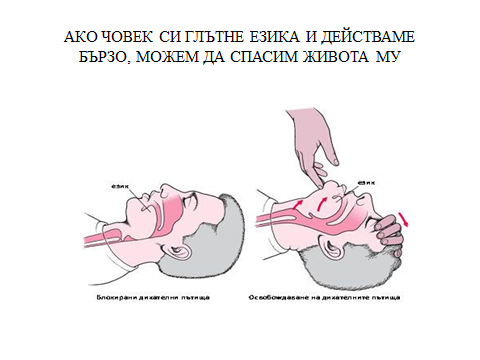 АКО ЧОВЕК СИ ГЛЪТНЕ ЕЗИКА И ДЕЙСТВАМЕ
БЪРЗО, МОЖЕМ ДА СПАСИМ ЖИВОТА МУ
език
език
Блокирани дихателни пътища
Освобождаване на дихателните пътища